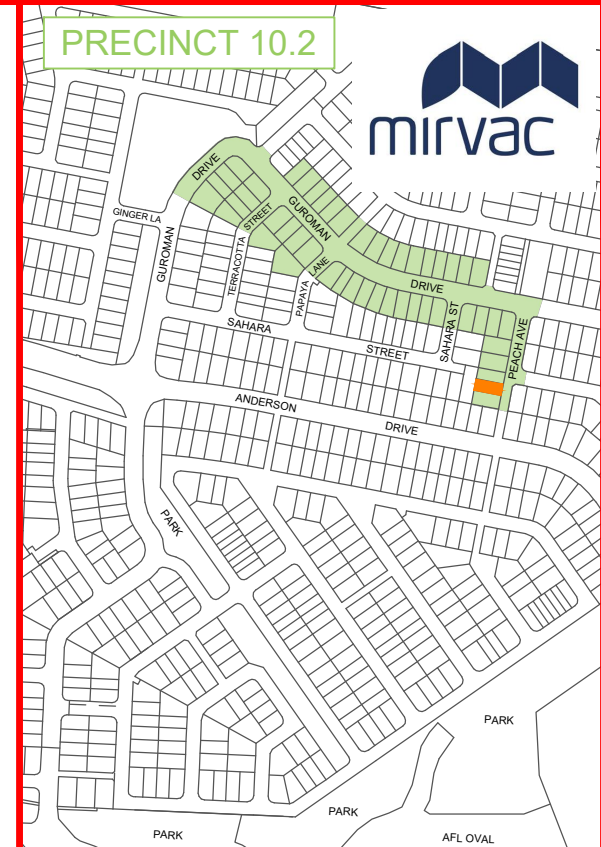 PRECINCT 10.2
mirvac
DRIVE
GINGER LA
STREET
GUROMAN
GUROMAN
TERRACOTTA
LANE
PAPAYA
DRIVE
SAHARA ST
PEACH AVE
SAHARA
STREET
ANDERSON
DRIVE
PARK
PARK
PARK
PARK
AFL OVAL